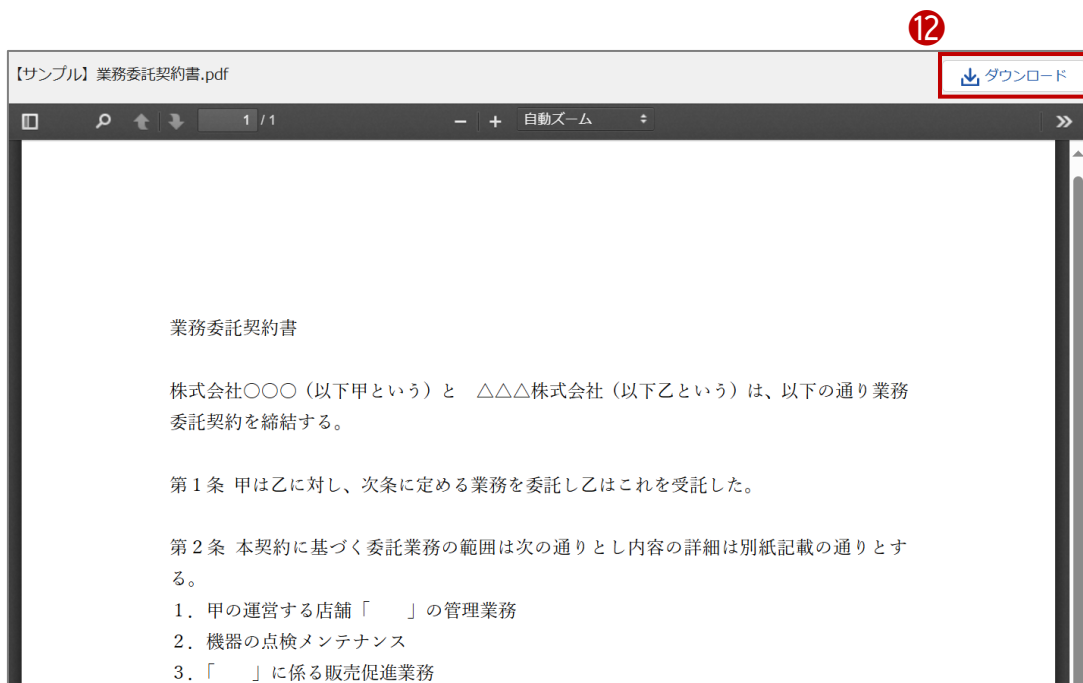 12
【サンプル】業務委託契約書.pdf
ダウンロード
1 / 1
自動ズーム
業務委託契約書
株式会社〇〇〇（以下甲という）と　△△△株式会社（以下乙という）は、以下の通り業務
委託契約を締結する。
第１条 甲は乙に対し、次条に定める業務を委託し乙はこれを受託した。
第２条 本契約に基づく委託業務の範囲は次の通りとし内容の詳細は別紙記載の通りとす
る。
１．甲の運営する店舗「　　」の管理業務
２．機器の点検メンテナンス
３．「　　」に係る販売促進業務